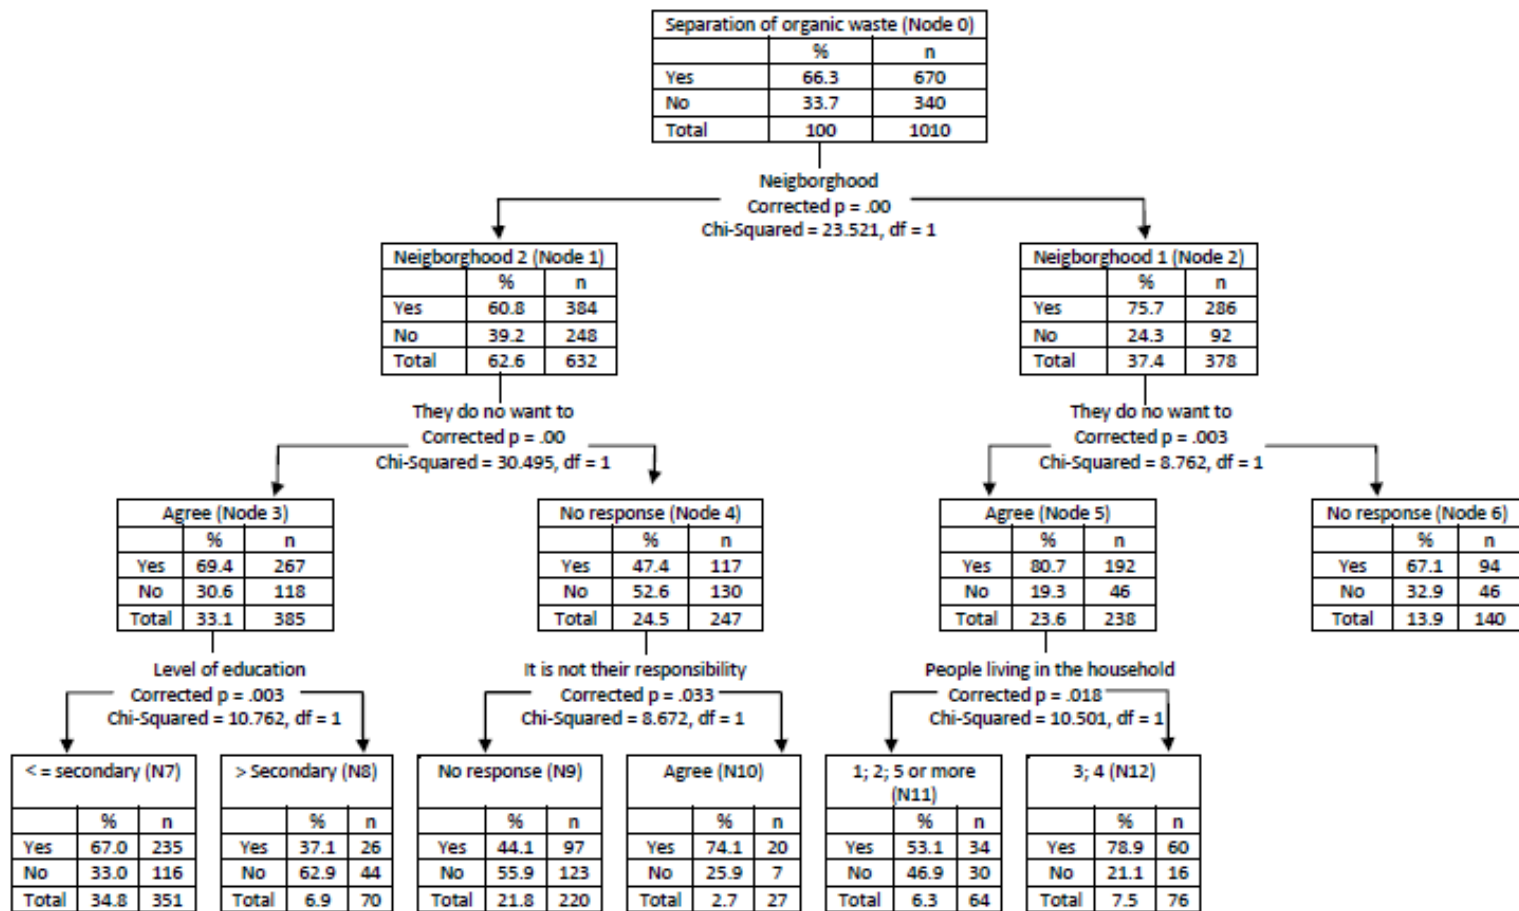 Separation of organic waste (Node 0)
% n
Yes 66.3 670
No 33.7 340
Total 100 1010
Neigborghood
Corrected p = .00
Chi-Squared = 23.521, df = 1
Neigborghood 2 (Node 1)
% n
Yes 60.8 384
No 39.2 248
Total 62.6 632
Neighborghood 1 (Node 2)
% n
Yes 75.7 286
No 24.3 92
Total 37.4 378
They do no want to
Corrected p = .00
Chi-Squared = 30.495, df = 1
They do no want to
Corrected p = .003
Chi-Squared = 8.762, df = 1
Agree (Node 3)
% n
Yes 69.4 267
No 30.6 118
Total 33.1 385
No response (Node 4)
% n
Yes 47.4 117
No 52.6 130
Total 24.5 247
Agree (Node 5)
% n
Yes 80.7 192
No 19.3 46
Total 23.6 238
No response (Node 6)
% n
Yes 67.1 94
No 32.9 46
Total 13.9 140
Level of education
Corrected p = .003
Chi-Squared = 10.762, df = 1
It is not their responsibility
Corrected p = .033
Chi-Squared = 8.672, df = 1
People living in the household
Corrected p = .018
Chi-Squared = 10.501, df = 1
< = secondary (N7)
% n
Yes 67.0 235
No 33.0 116
Total 34.8 351
> Secondary (N8)
% n
Yes 37.1 26
No 62.9 44
Total 6.9 70
No response (N9)
% n
Yes 44.1 97
No 55.9 123
Total 21.8 220
Agree (N10)
% n
Yes 74.1 20
No 25.9 7
Total 2.7 27
1; 2; 5 or more
(N11)
% n
Yes 53.1 34
No 46.9 30
Total 6.3 64
3; 4 (N12)
% n
Yes 78.9 60
No 21.1 16
Total 7.5 76